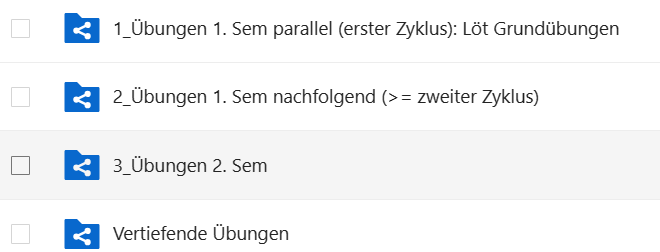 1_Übungen 1. Sem parallel (erster Zyklus): Löt Grundübungen
2_Übungen 1. Sem nachfolgend (>= zweiter Zyklus)
3_Übungen 2. Sem
Vertiefende Übungen